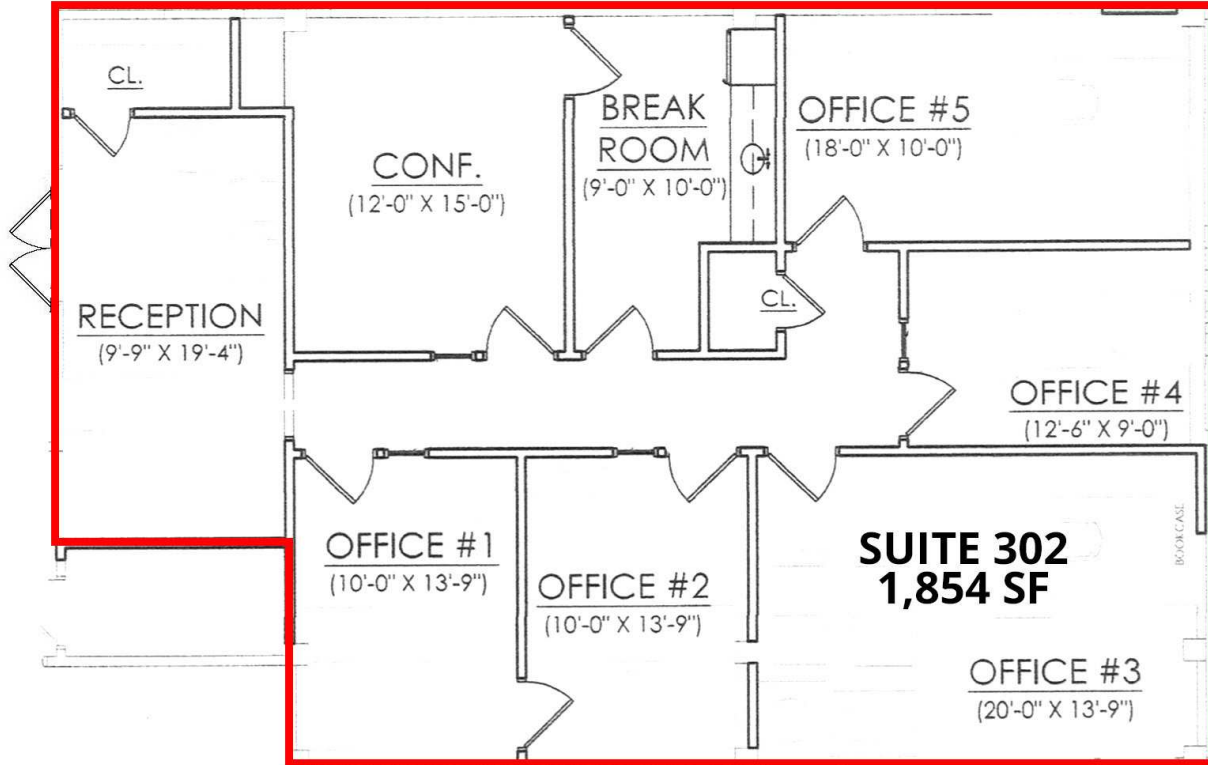 CL.
CONF.
(12'-0" X 15'-0")
BREAK
ROOM
(9'-0" X 10'-0")
OFFICE #5
(18'-0" X 10'-0")
RECEPTION
(9'-9" X 19'-4")
CL.
OFFICE #4
(12'-6" X 9'-0")
OFFICE #1
(10'-0" X 13'-9")
OFFICE #2
(10'-0" X 13'-9")
SUITE 302
1,854 SF
BOOKCASE
OFFICE #3
(20'-0" X 13'-9")